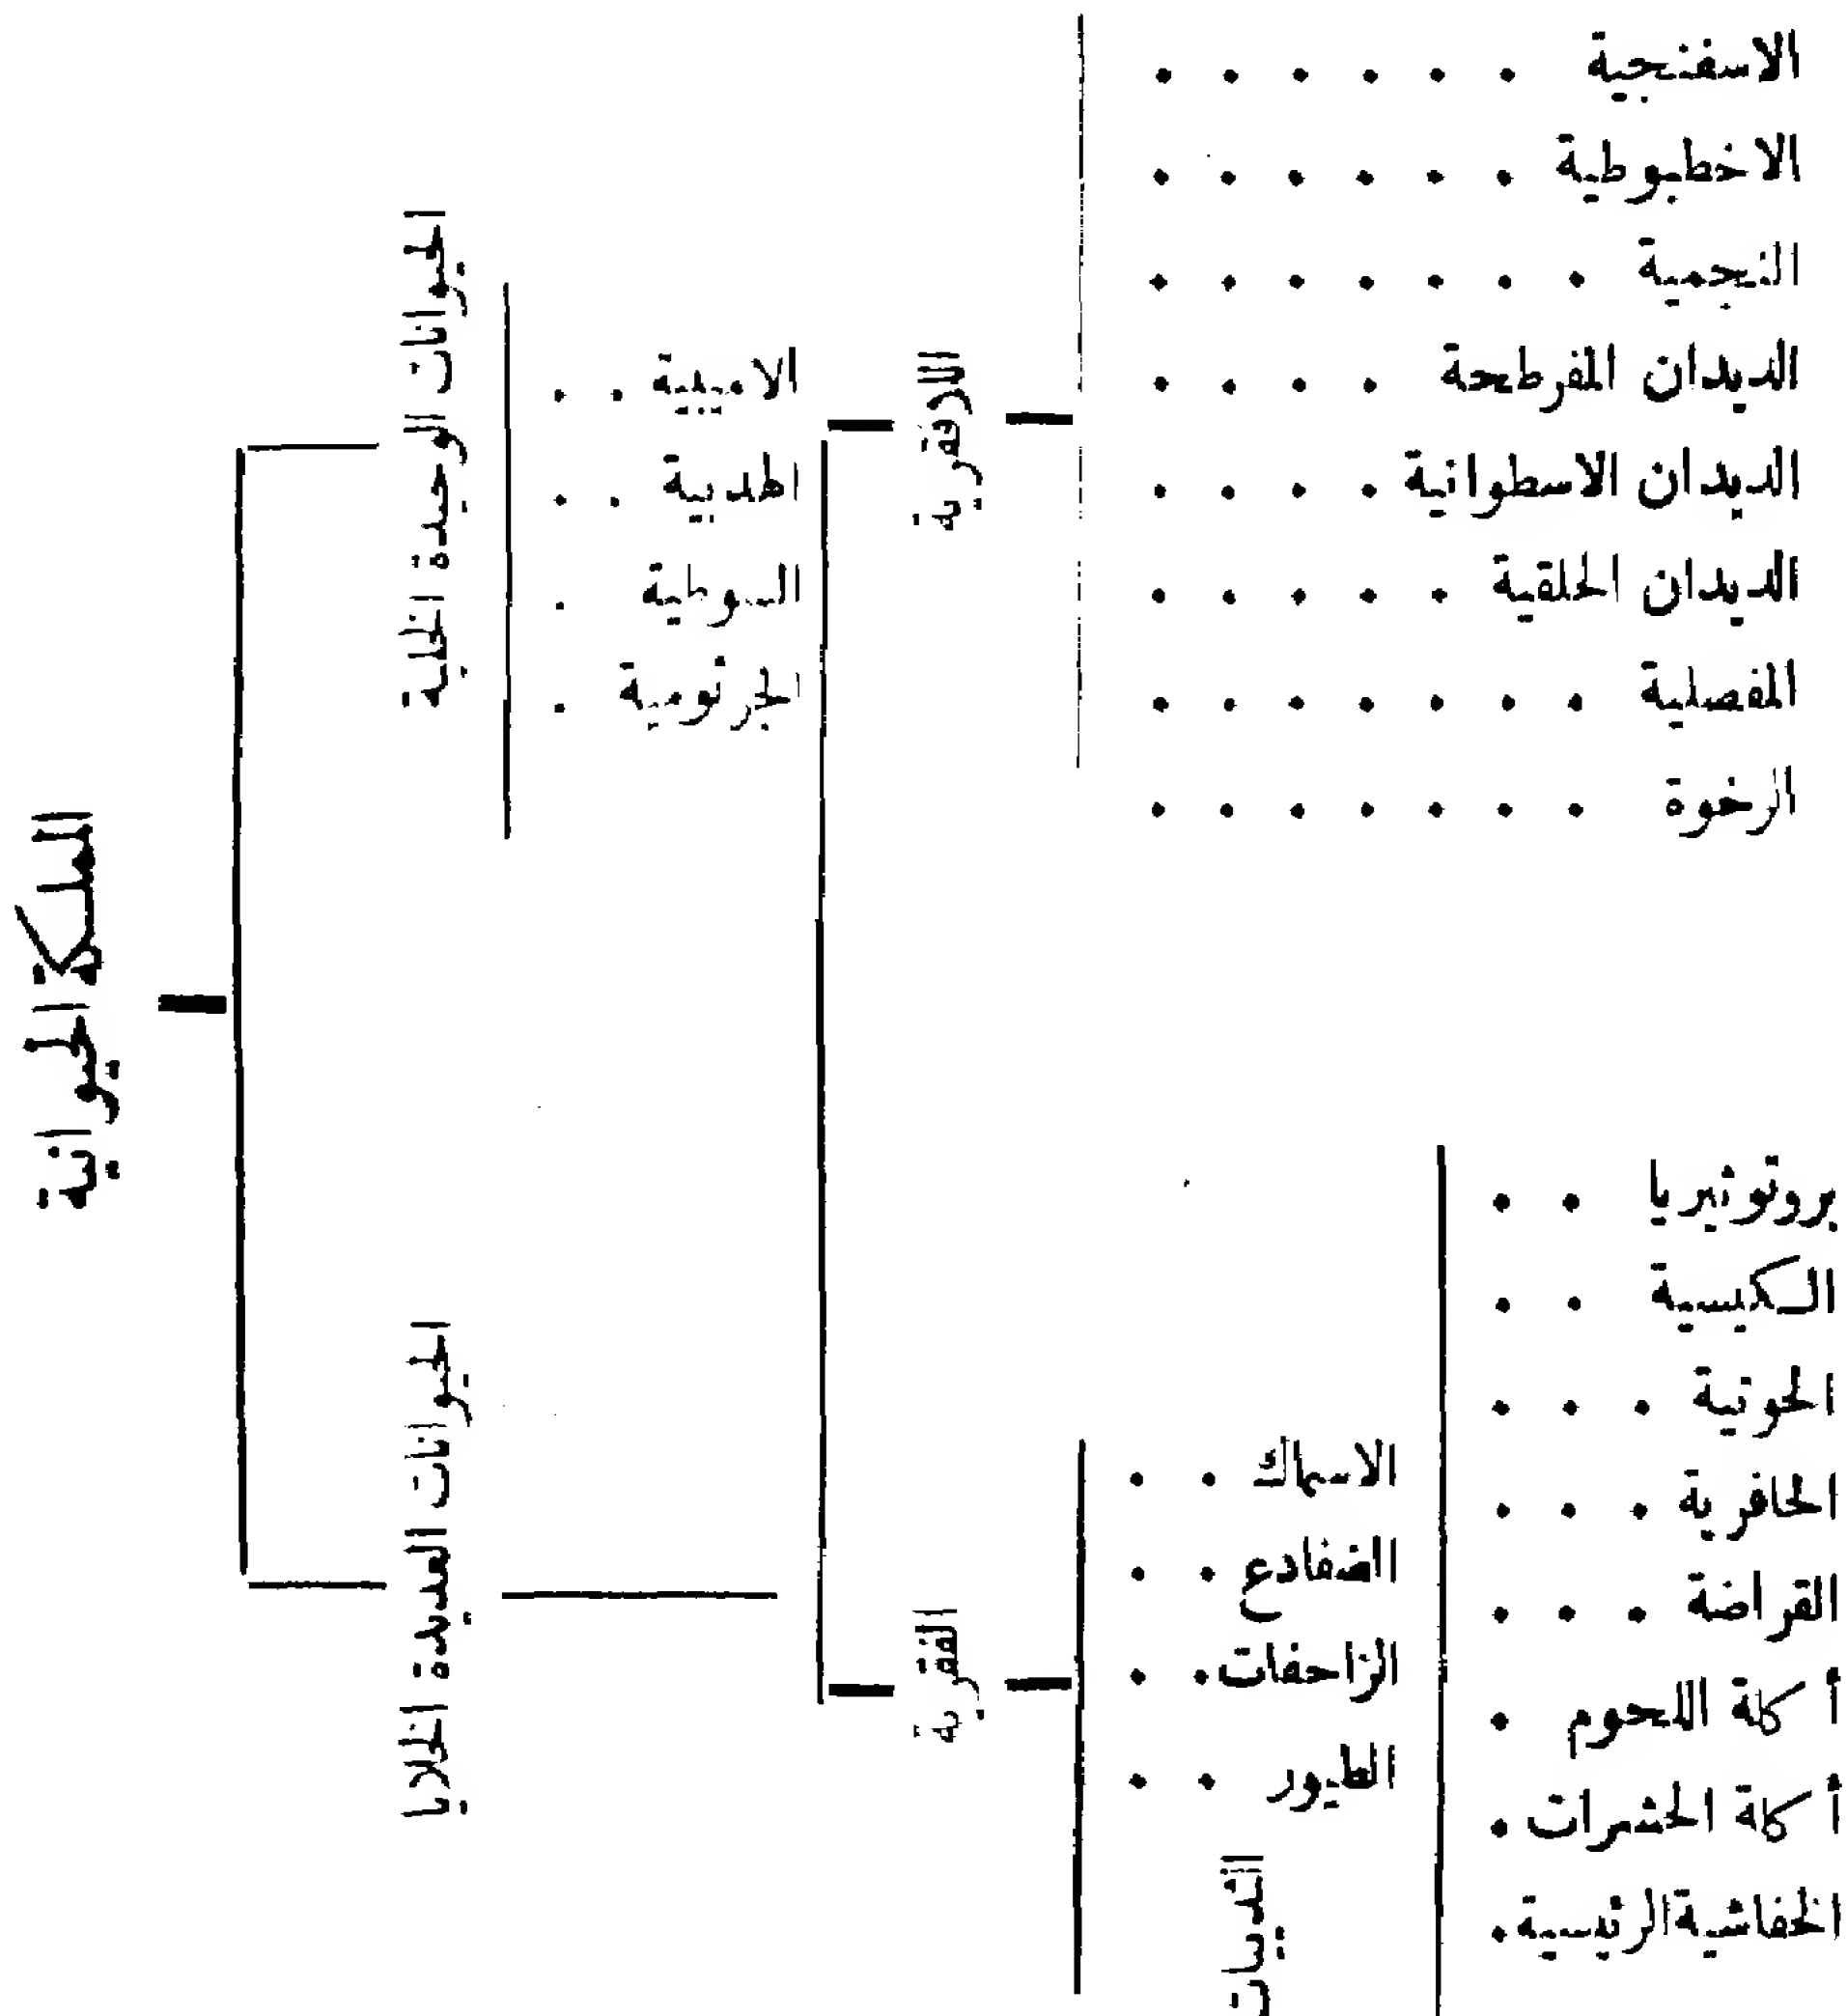 المملكة الحيوانية
الحيوانات الوحيدة الخلية
الاميبية . .
الهدبية . .
السوطية .
الجرثومية .
الحيوانات العديدة الخلايا
اللافقرية
الاسفنجية . . . . . .
الاخطبوطية . . . . . .
النجمية . . . . . . .
الديدان المفرطحة . . . .
الديدان الاسطوانية . . . .
الديدان الحلقية . . . . .
المفصلية . . . . . . .
الرخوة . . . . . . .
الفقرية
الاسماك . .
الضفادع . .
الزاحفات . .
الطيور . .
الثدييات
بروتوثيريا . .
الكيسية . .
الحوتية . . .
الحافرية . . .
القراضة . . .
أكلة اللحوم .
أكلة الحشرات .
الخفاشية الرئيسية .